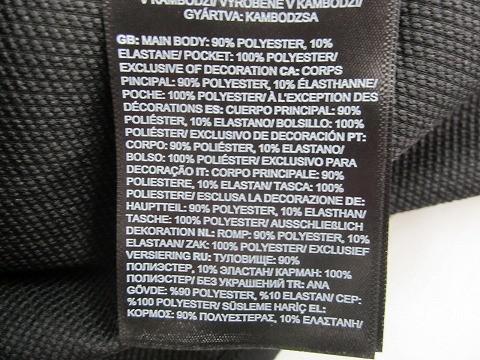 V KAMBODŽI/ VYROBENÉ V KAMBODŽI/
GYÁRTVA: KAMBODZSA
GB: MAIN BODY: 90% POLYESTER, 10%
ELASTANE/ POCKET: 100% POLYESTER/
EXCLUSIVE OF DECORATION CA: CORPS
PINCIPAL: 90% POLYESTER, 10% ÉLASTHANNE/
POCHE: 100% POLYESTER/ À L'EXCEPTION DES
DÉCORATIONS ES: CUERPO PRINCIPAL: 90%
POLIÉSTER, 10% ELASTANO/ BOLSILLO: 100%
POLIÉSTER/ EXCLUSIVO DE DECORACIÓN PT:
CORPO: 90% POLIÉSTER, 10% ELASTANO/
BOLSO: 100% POLIÉSTER/ EXCLUSIVO PARA
DECORAÇÃO IT: CORPO PRINCIPALE: 90%
POLIESTERE, 10% ELASTAN/ TASCA: 100%
POLIESTERE/ ESCLUSA LA DECORAZIONE DE:
HAUPTTEIL: 90% POLYESTER, 10% ELASTHAN/
TASCHE: 100% POLYESTER/ AUSSCHLIEßLICH
DEKORATION NL: ROMP: 90% POLYESTER, 10%
ELASTAAN/ ZAK: 100% POLYESTER/ EXCLUSIEF
VERSIERING RU: ТУЛОВИЩЕ: 90%
ПОЛИЭСТЕР, 10% ЭЛАСТАН/ КАРМАН: 100%
ПОЛИЭСТЕР/ БЕЗ УКРАШЕНИЙ TR: ANA
GÖVDE: %90 POLYESTER, %10 ELASTAN/ CEP:
%100 POLYESTER/ SÜSLEME HARİÇ EL:
ΚΟΡΜΟΣ: 90% ΠΟΛΥΕΣΤΕΡΑΣ, 10% ΕΛΑΣΤΑΝ/